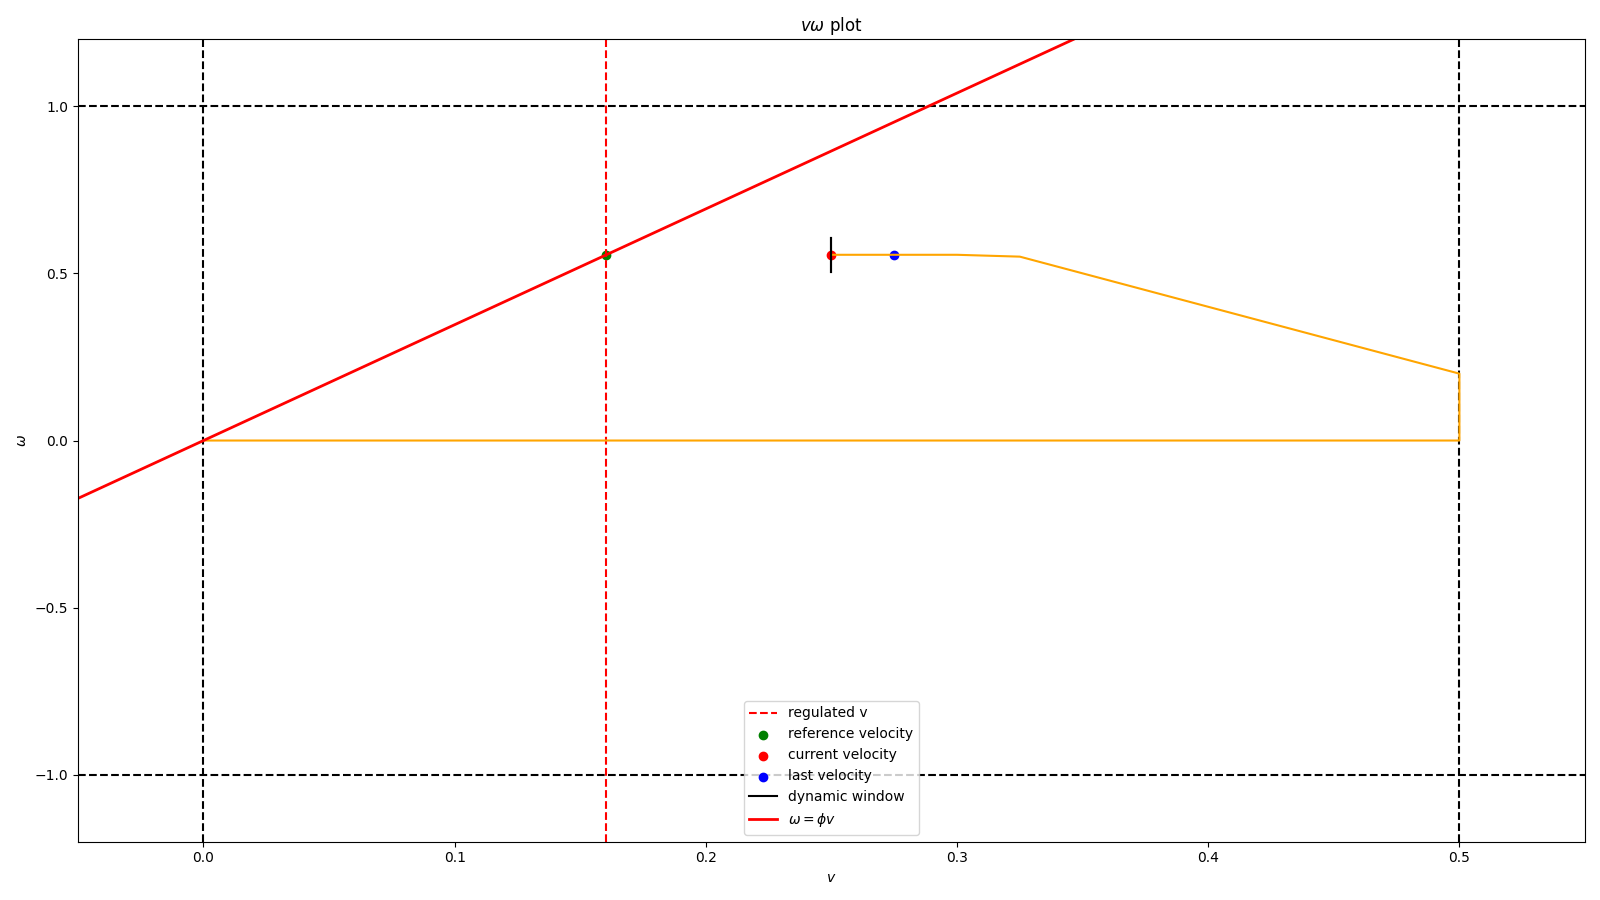 vω plot
ω
1.0
0.5
0.0
−0.5
−1.0
0.0 0.1 0.2 0.3 0.4 0.5
v
regulated v
reference velocity
current velocity
last velocity
dynamic window
ω = ϕv